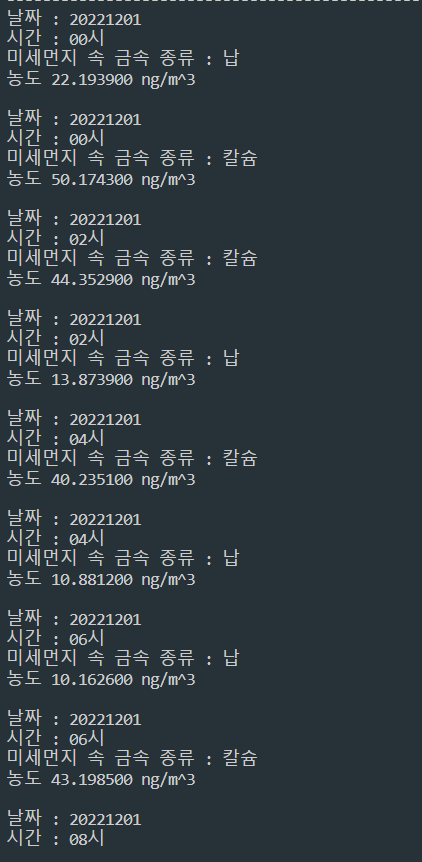 날짜 : 20221201
시간 : 00시
미세먼지 속 금속 종류 : 납
농도 22.193900 ng/m^3
날짜 : 20221201
시간 : 00시
미세먼지 속 금속 종류 : 칼슘
농도 50.174300 ng/m^3
날짜 : 20221201
시간 : 02시
미세먼지 속 금속 종류 : 칼슘
농도 44.352900 ng/m^3
날짜 : 20221201
시간 : 02시
미세먼지 속 금속 종류 : 납
농도 13.873900 ng/m^3
날짜 : 20221201
시간 : 04시
미세먼지 속 금속 종류 : 칼슘
농도 40.235100 ng/m^3
날짜 : 20221201
시간 : 04시
미세먼지 속 금속 종류 : 납
농도 10.881200 ng/m^3
날짜 : 20221201
시간 : 06시
미세먼지 속 금속 종류 : 납
농도 10.162600 ng/m^3
날짜 : 20221201
시간 : 06시
미세먼지 속 금속 종류 : 칼슘
농도 43.198500 ng/m^3
날짜 : 20221201
시간 : 08시